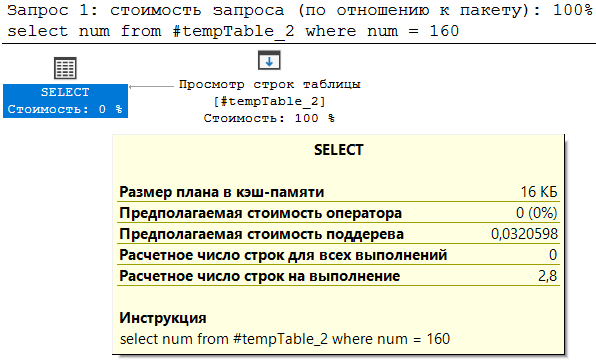 Запрос 1: стоимость запроса (по отношению к пакету): 100%
select num from #tempTable_2 where num = 160
SELECT
Стоимость: 0 %
Просмотр строк таблицы
[#tempTable_2]
Стоимость: 100 %
SELECT
Размер плана в кэш-памяти 16 КБ
Предполагаемая стоимость оператора 0 (0%)
Предполагаемая стоимость поддерева 0,0320598
Расчетное число строк для всех выполнений 0
Расчетное число строк на выполнение 2,8
Инструкция
select num from #tempTable_2 where num = 160